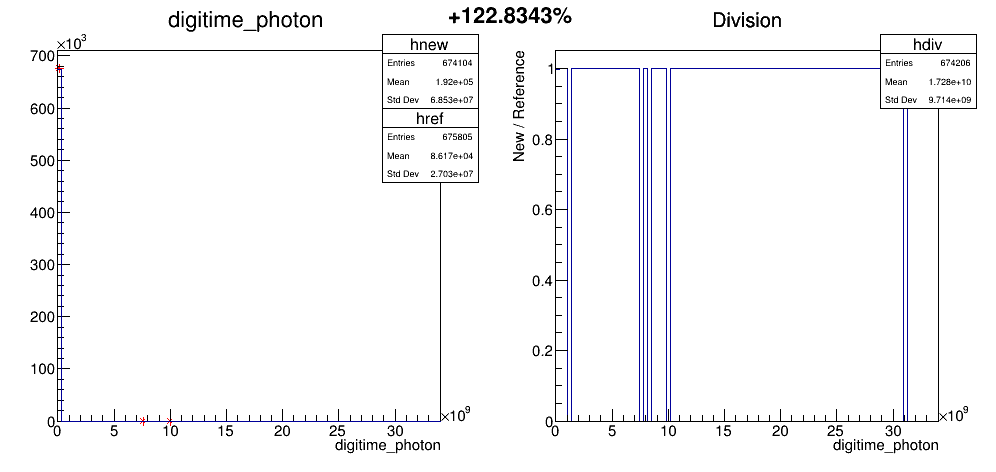 +122.8343%
digitime_photon
×10³
700
600
500
400
300
200
100
0
0 5 10 15 20 25 30
×10⁹
digitime_photon
hnew
Entries 674104
Mean 1.92e+05
Std Dev 6.853e+07
href
Entries 675805
Mean 8.617e+04
Std Dev 2.703e+07
Division
New / Reference
1
0.8
0.6
0.4
0.2
0
0 5 10 15 20 25 30
×10⁹
digitime_photon
hdiv
Entries 674206
Mean 1.728e+10
Std Dev 9.714e+09